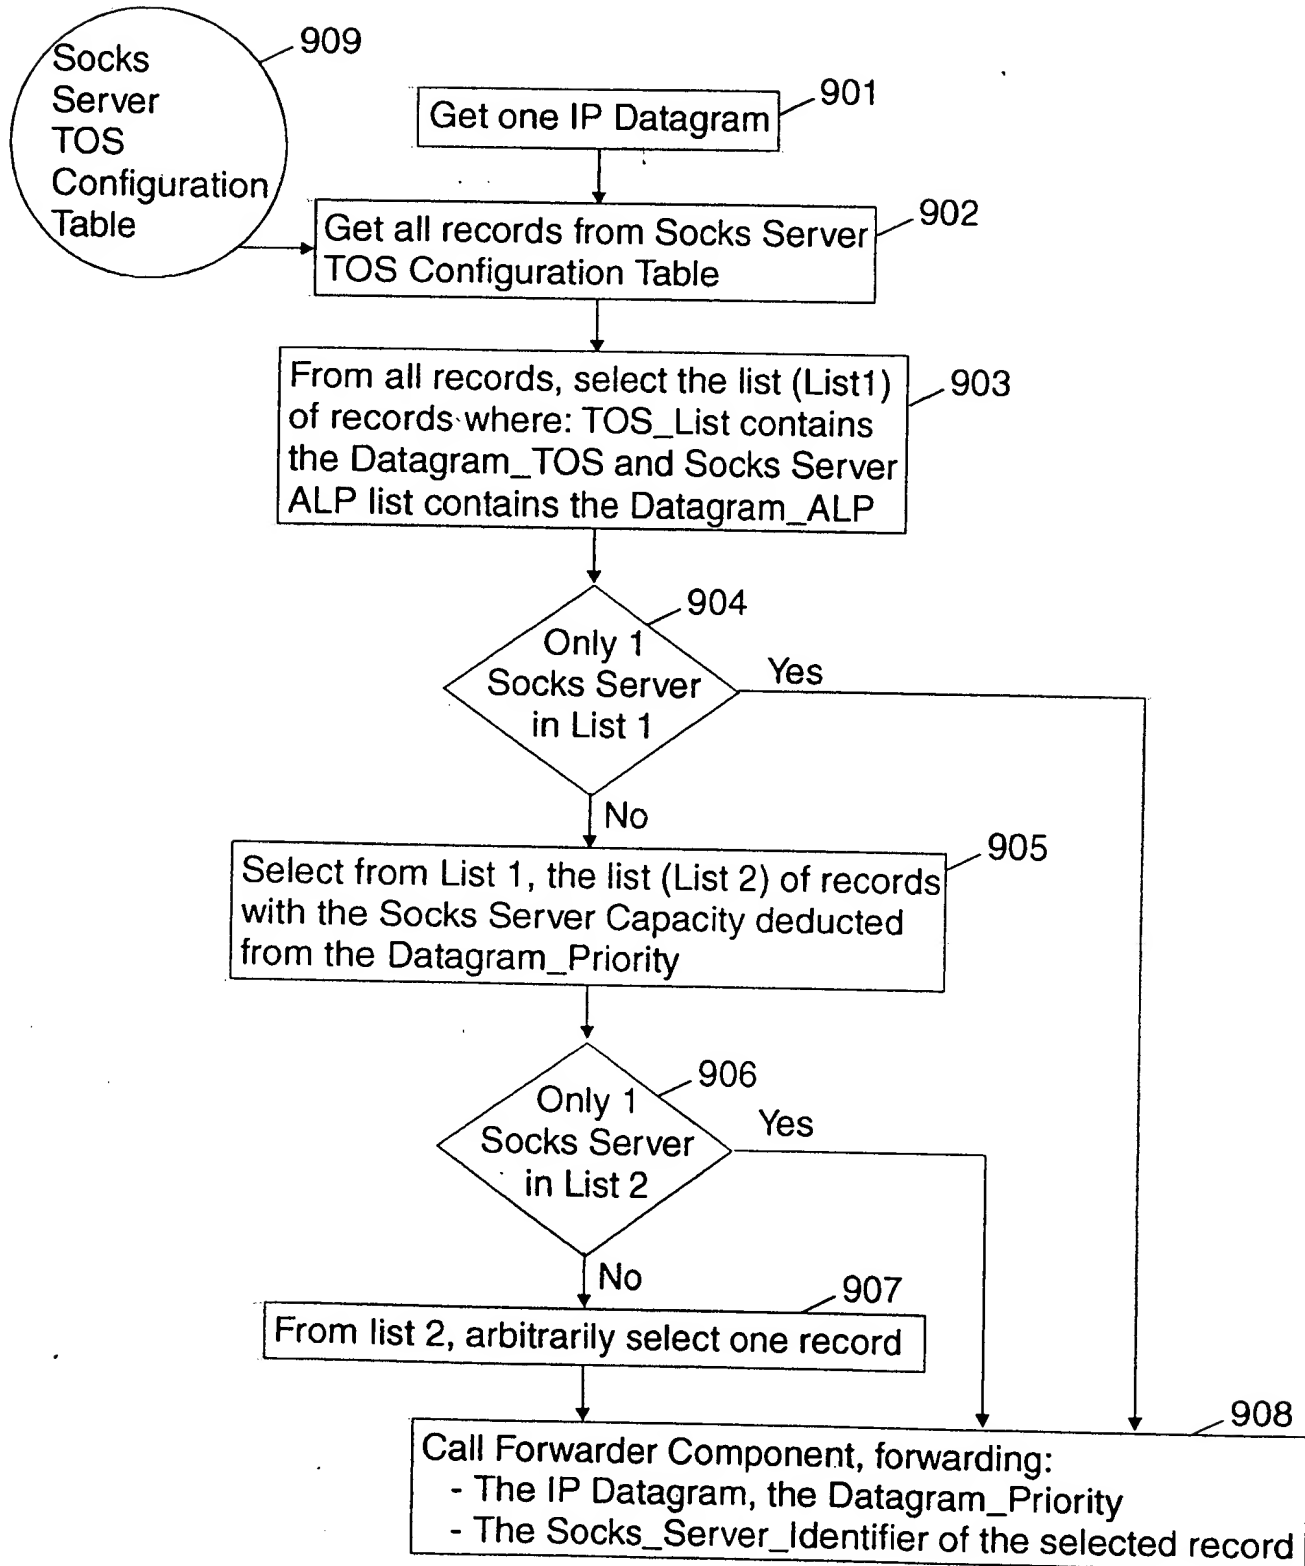 Socks
Server
TOS
Configuration
Table
909
Get one IP Datagram
901
Get all records from Socks Server
TOS Configuration Table
902
From all records, select the list (List1)
of records where: TOS_List contains
the Datagram_TOS and Socks Server
ALP list contains the Datagram_ALP
903
Only 1
Socks Server
in List 1
904
Yes
No
Select from List 1, the list (List 2) of records
with the Socks Server Capacity deducted
from the Datagram_Priority
905
Only 1
Socks Server
in List 2
906
Yes
No
From list 2, arbitrarily select one record
907
Call Forwarder Component, forwarding:
- The IP Datagram, the Datagram_Priority
- The Socks_Server_Identifier of the selected record
908